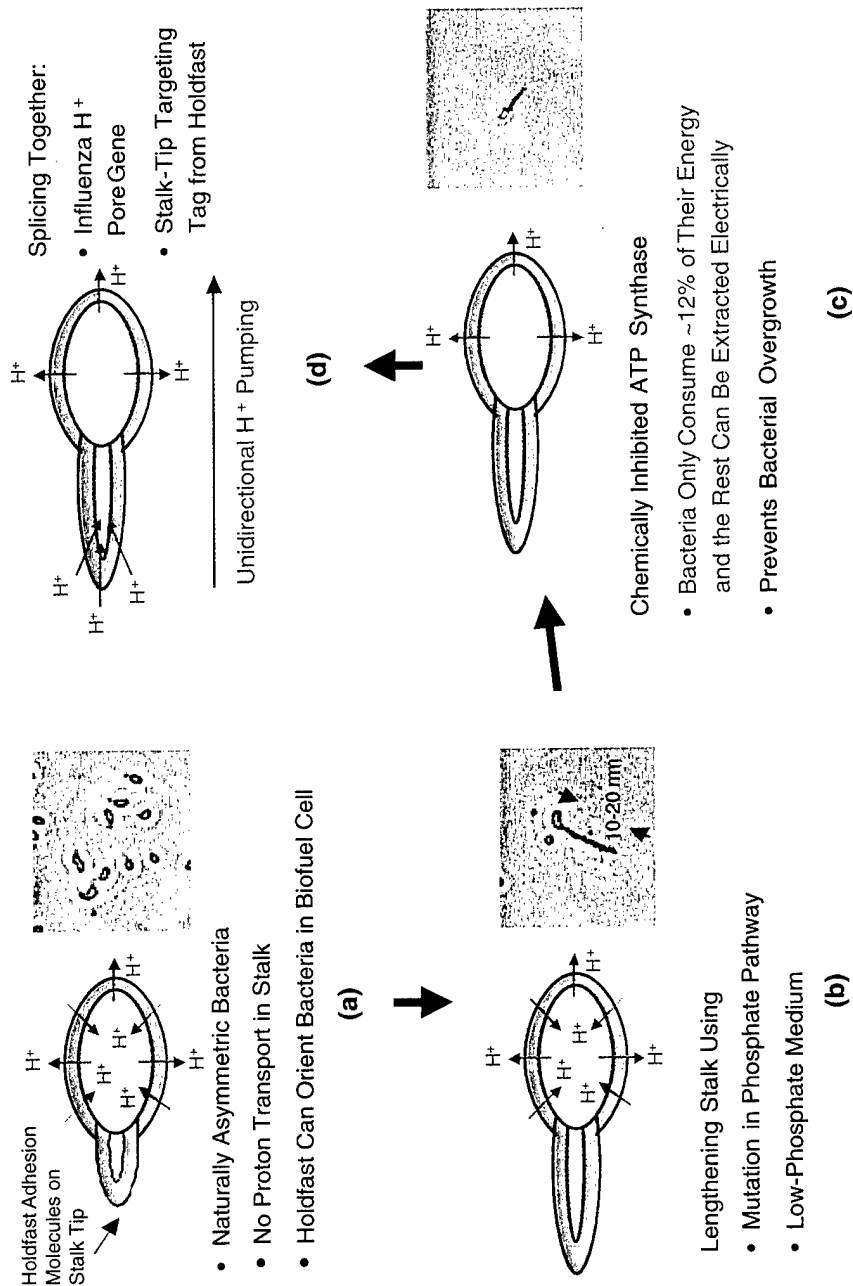 Holdfast Adhesion
Molecules on
Stalk Tip
H+
H+
H+
H+
H+
H+
• Naturally Asymmetric Bacteria
• No Proton Transport in Stalk
• Holdfast Can Orient Bacteria in Biofuel Cell
(a)
H+
H+
H+
H+
H+
H+
10-20 mn
Lengthening Stalk Using
• Mutation in Phosphate Pathway
• Low-Phosphate Medium
(b)
H+
H+
H+
Chemically Inhibited ATP Synthase
• Bacteria Only Consume ~12% of Their Energy
and the Rest Can Be Extracted Electrically
• Prevents Bacterial Overgrowth
(c)
H+
H+
H+
H+
H+
H+
Unidirectional H+ Pumping
Splicing Together:
• Influenza H+
Pore Gene
• Stalk-Tip Targeting
Tag from Holdfast
(d)